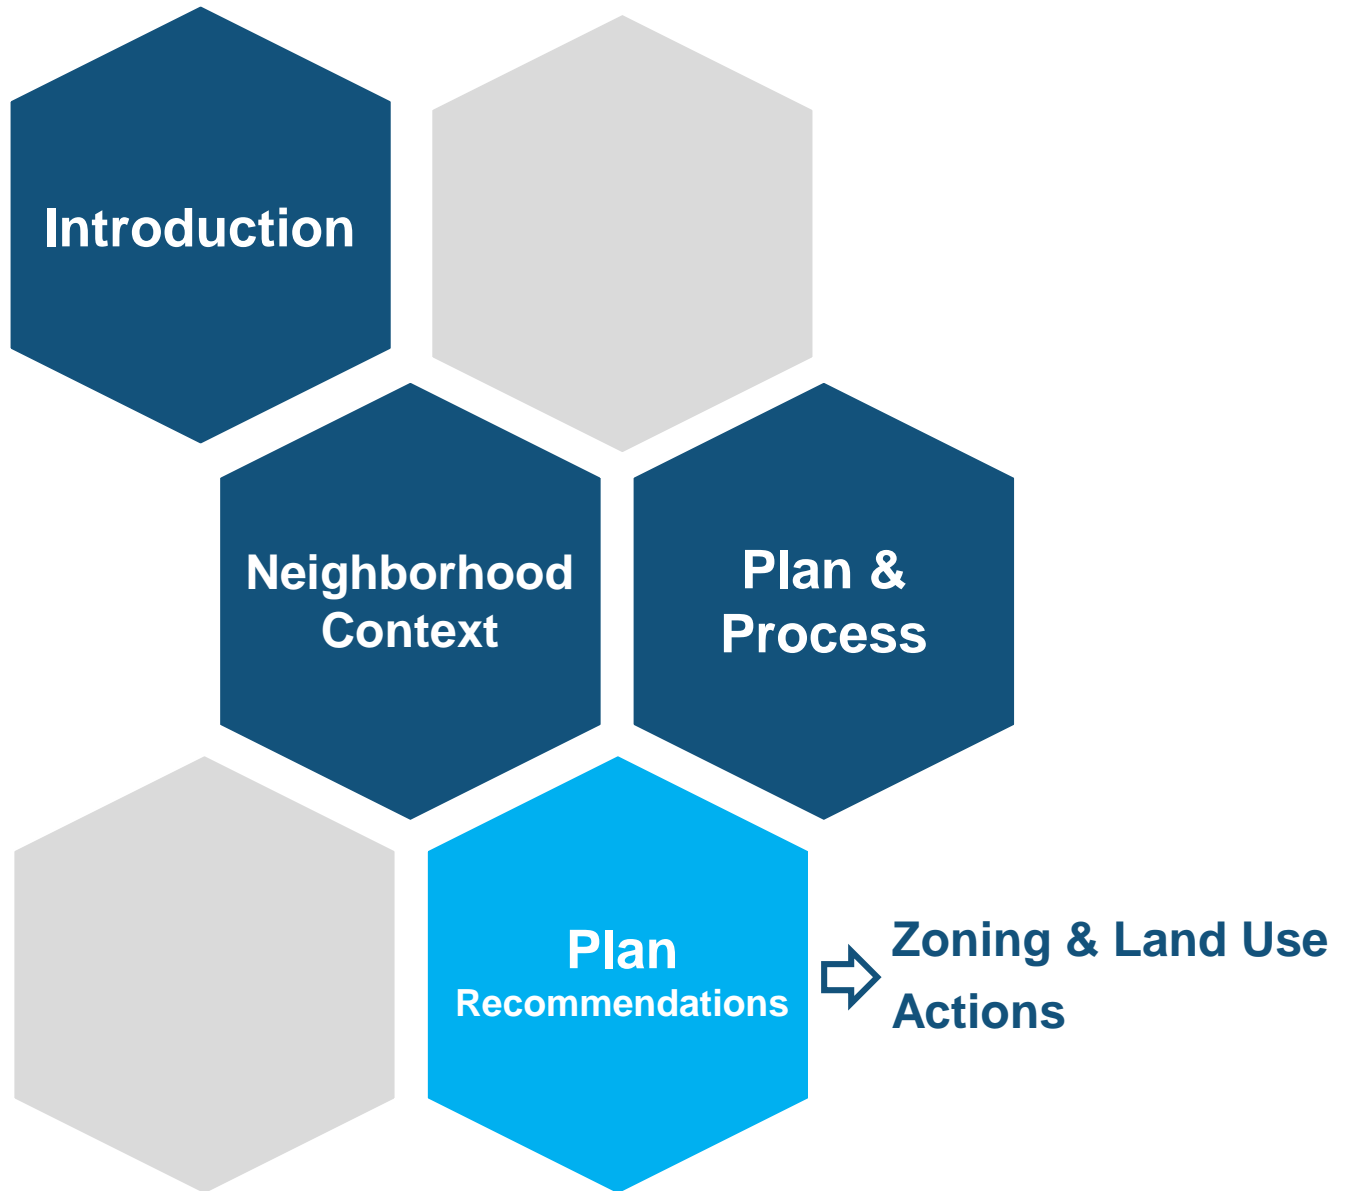 Introduction
Neighborhood
Context
Plan &
Process
Plan
Recommendations
Zoning & Land Use
Actions